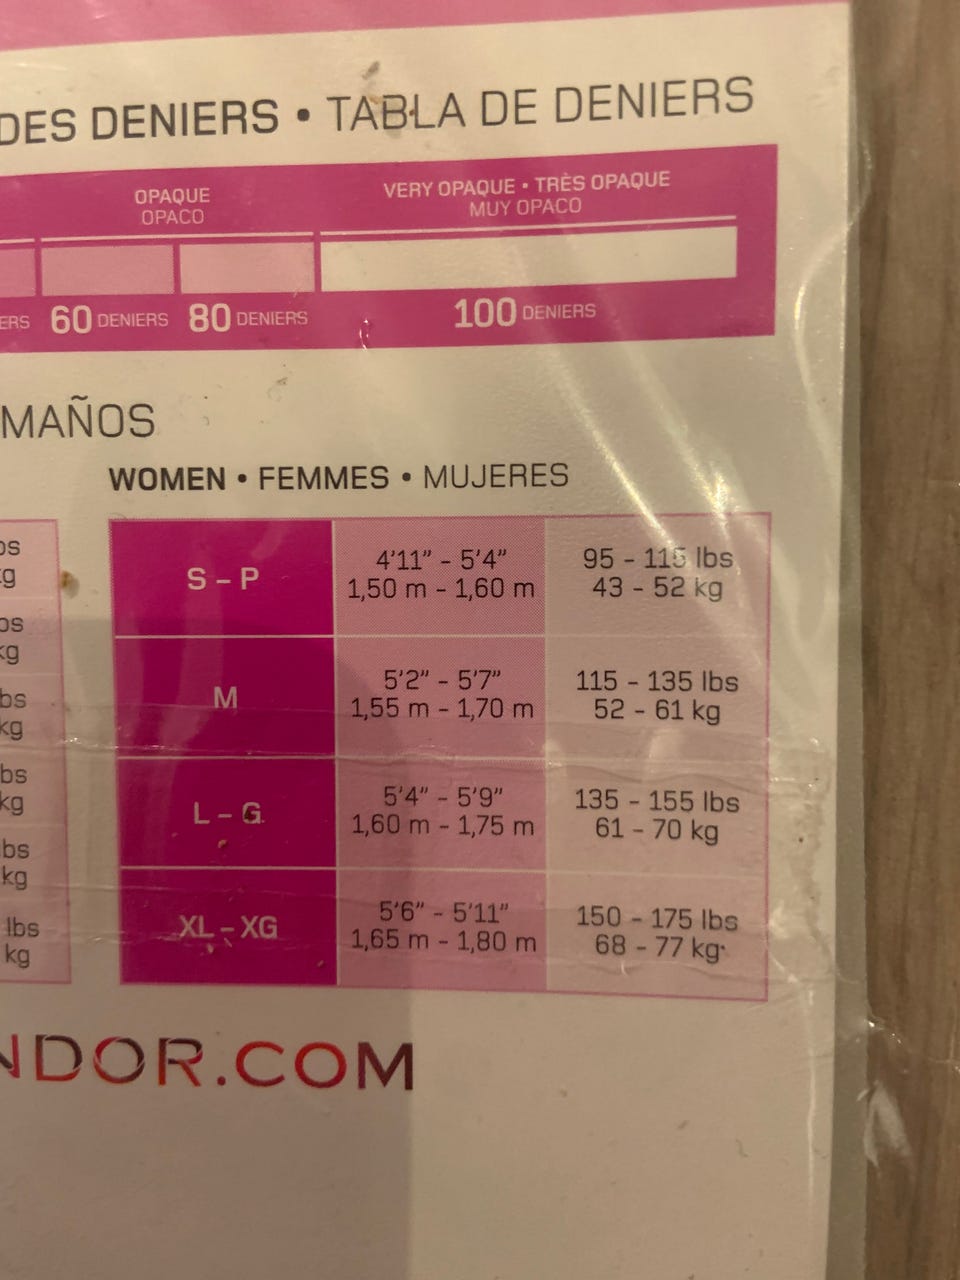 DES DENIERS • TABLA DE DENIERS
OPAQUE
OPACO
VERY OPAQUE • TRÈS OPAQUE
MUY OPACO
60 DENIERS
80 DENIERS
100 DENIERS
WOMEN • FEMMES • MUJERES
S – P
4'11" – 5'4"
1,50 m – 1,60 m
95 – 115 lbs
43 – 52 kg
M
5'2" – 5'7"
1,55 m – 1,70 m
115 – 135 lbs
52 – 61 kg
L – G
5'4" – 5'9"
1,60 m – 1,75 m
135 – 155 lbs
61 – 70 kg
XL – XG
5'6" – 5'11"
1,65 m – 1,80 m
150 – 175 lbs
68 – 77 kg
lbs
kg
NDOR.COM